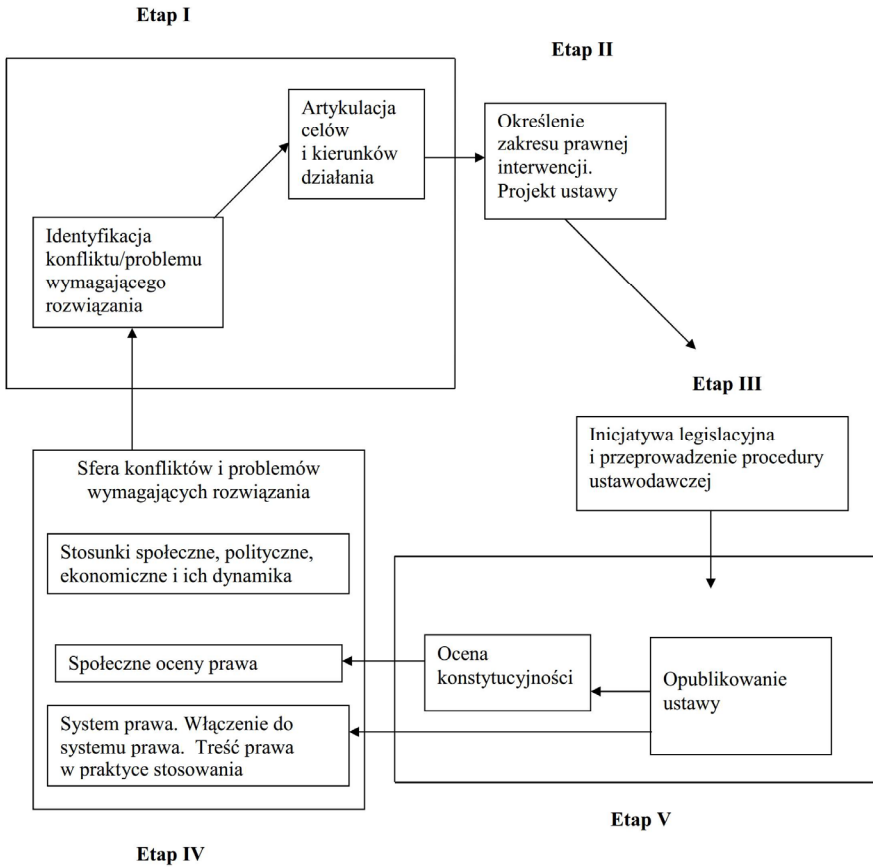 Etap I
Etap II
Artykulacja
celów
i kierunków
działania
Określenie
zakresu prawnej
interwencji.
Projekt ustawy
Identyfikacja
konfliktu/problemu
wymagającego
rozwiązania
Etap III
Inicjatywa legislacyjna
i przeprowadzenie procedury
ustawodawczej
Sfera konfliktów i problemów
wymagających rozwiązania
Stosunki społeczne, polityczne,
ekonomiczne i ich dynamika
Społeczne oceny prawa
System prawa. Włączenie do
systemu prawa. Treść prawa
w praktyce stosowania
Ocena
konstytucyjności
Opublikowanie
ustawy
Etap V
Etap IV